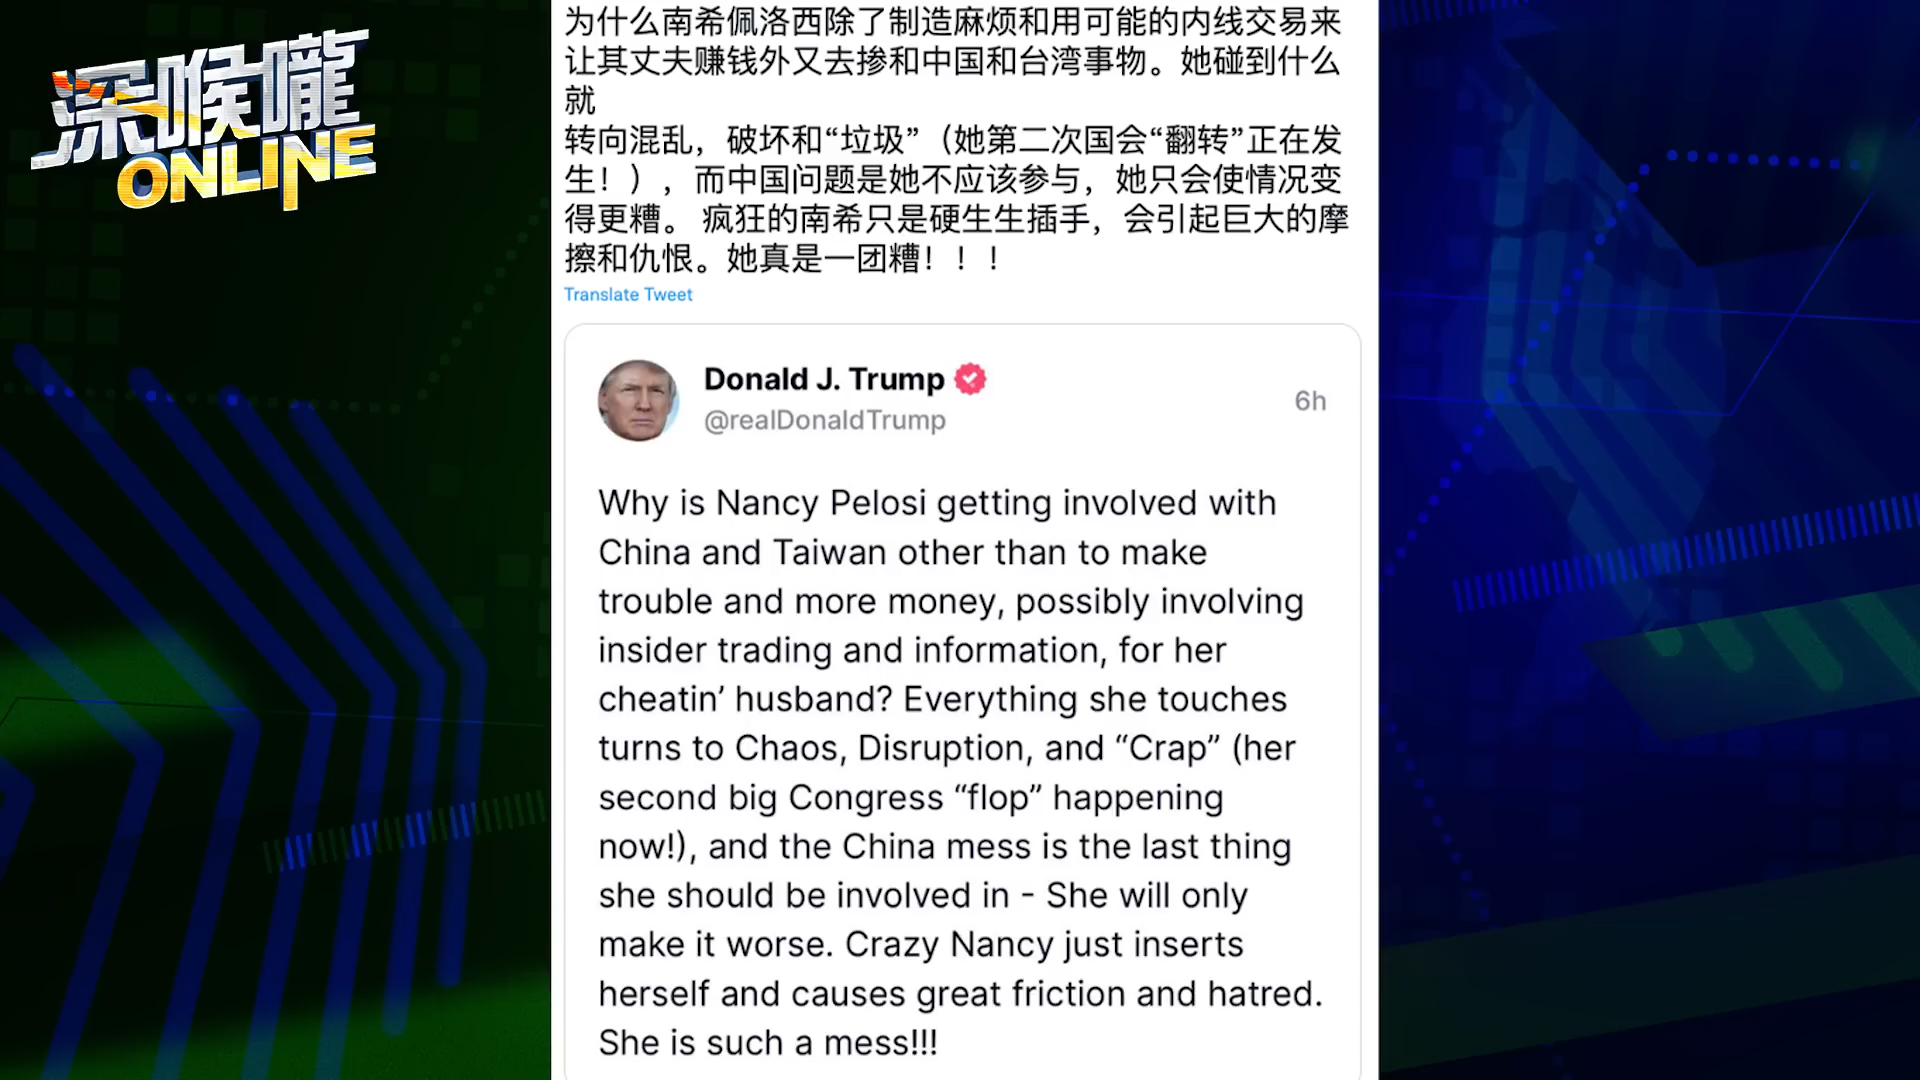 深喉嚨
ONLINE
为什么南希佩洛西除了制造麻烦和用可能的内线交易来
让其丈夫赚钱外又去掺和中国和台湾事物。她碰到什么
就
转向混乱，破坏和“垃圾”（她第二次国会“翻转”正在发
生！），而中国问题是她不应该参与，她只会使情况变
得更糟。 疯狂的南希只是硬生生插手，会引起巨大的摩
擦和仇恨。她真是一团糟！！！
Translate Tweet
Donald J. Trump
@realDonaldTrump
6h
Why is Nancy Pelosi getting involved with
China and Taiwan other than to make
trouble and more money, possibly involving
insider trading and information, for her
cheatin’ husband? Everything she touches
turns to Chaos, Disruption, and “Crap” (her
second big Congress “flop” happening
now!), and the China mess is the last thing
she should be involved in - She will only
make it worse. Crazy Nancy just inserts
herself and causes great friction and hatred.
She is such a mess!!!